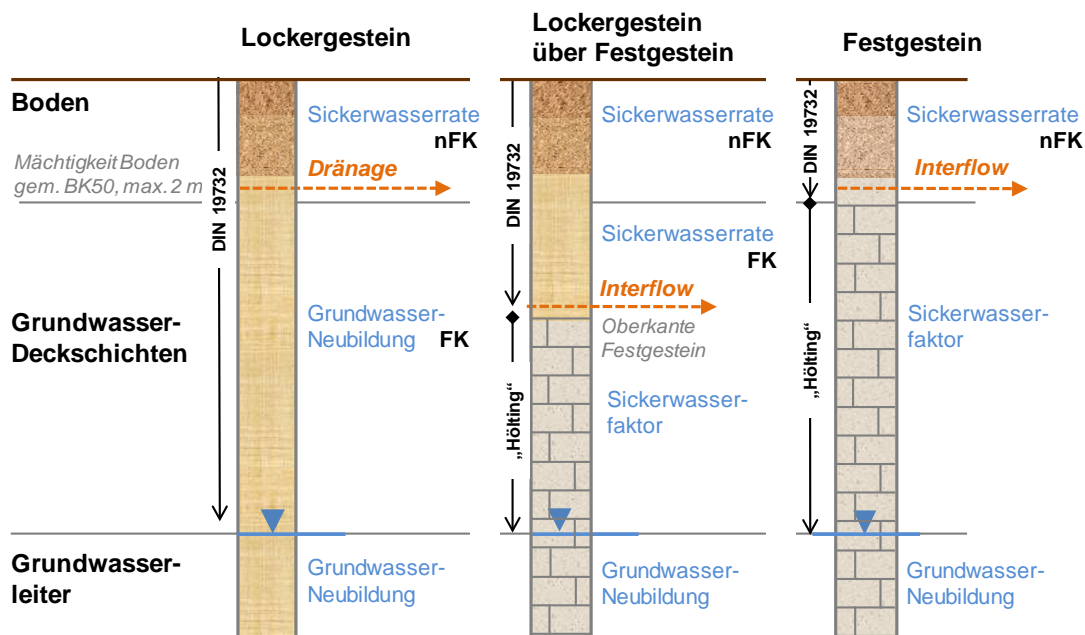 Lockergestein
Lockergestein
über Festgestein
Festgestein
Boden
Mächtigkeit Boden
gem. BK50, max. 2 m
Grundwasser-
Deckschichten
Grundwasser-
leiter
DIN 19732
Sickerwasserrate
nFK
Dränage
Grundwasser-
Neubildung FK
Grundwasser-
Neubildung
DIN 19732
Sickerwasserrate
nFK
Sickerwasserrate
FK
Interflow
Oberkante
Festgestein
„Hölting“
Sickerwasser-
faktor
Grundwasser-
Neubildung
DIN 19732
Sickerwasserrate
nFK
Interflow
„Hölting“
Sickerwasser-
faktor
Grundwasser-
Neubildung